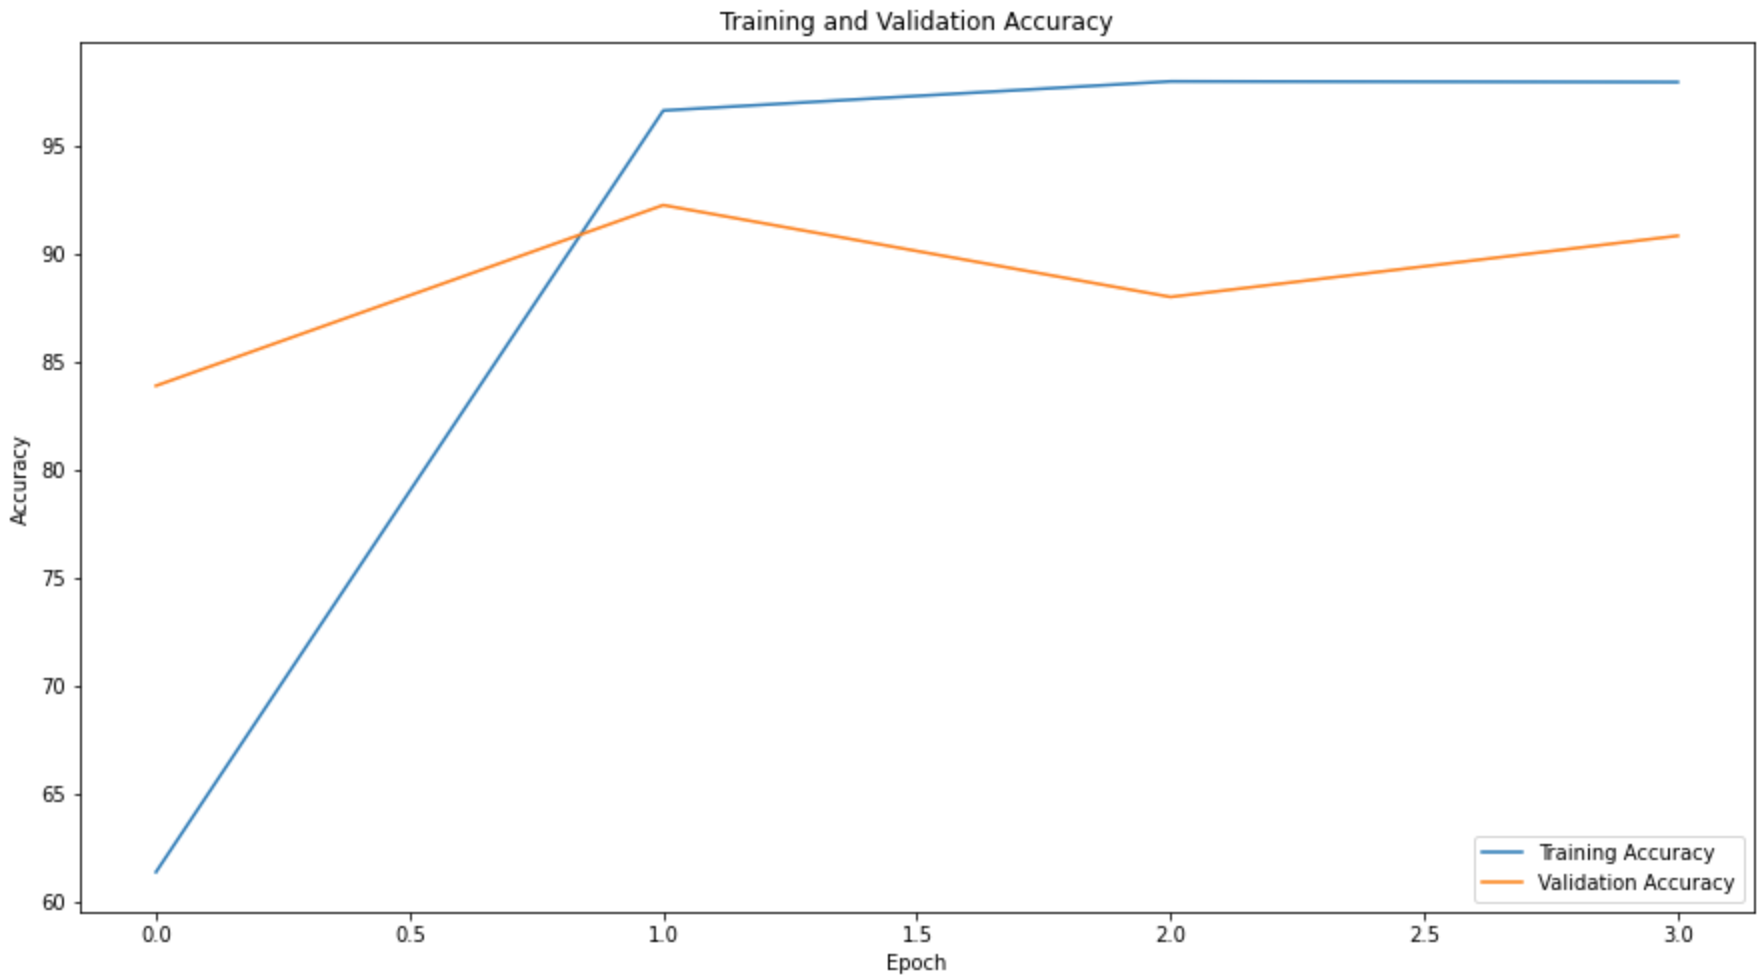 Training and Validation Accuracy
95
90
85
80
75
70
65
60
Accuracy
0.0 0.5 1.0 1.5 2.0 2.5 3.0
Epoch
Training Accuracy
Validation Accuracy